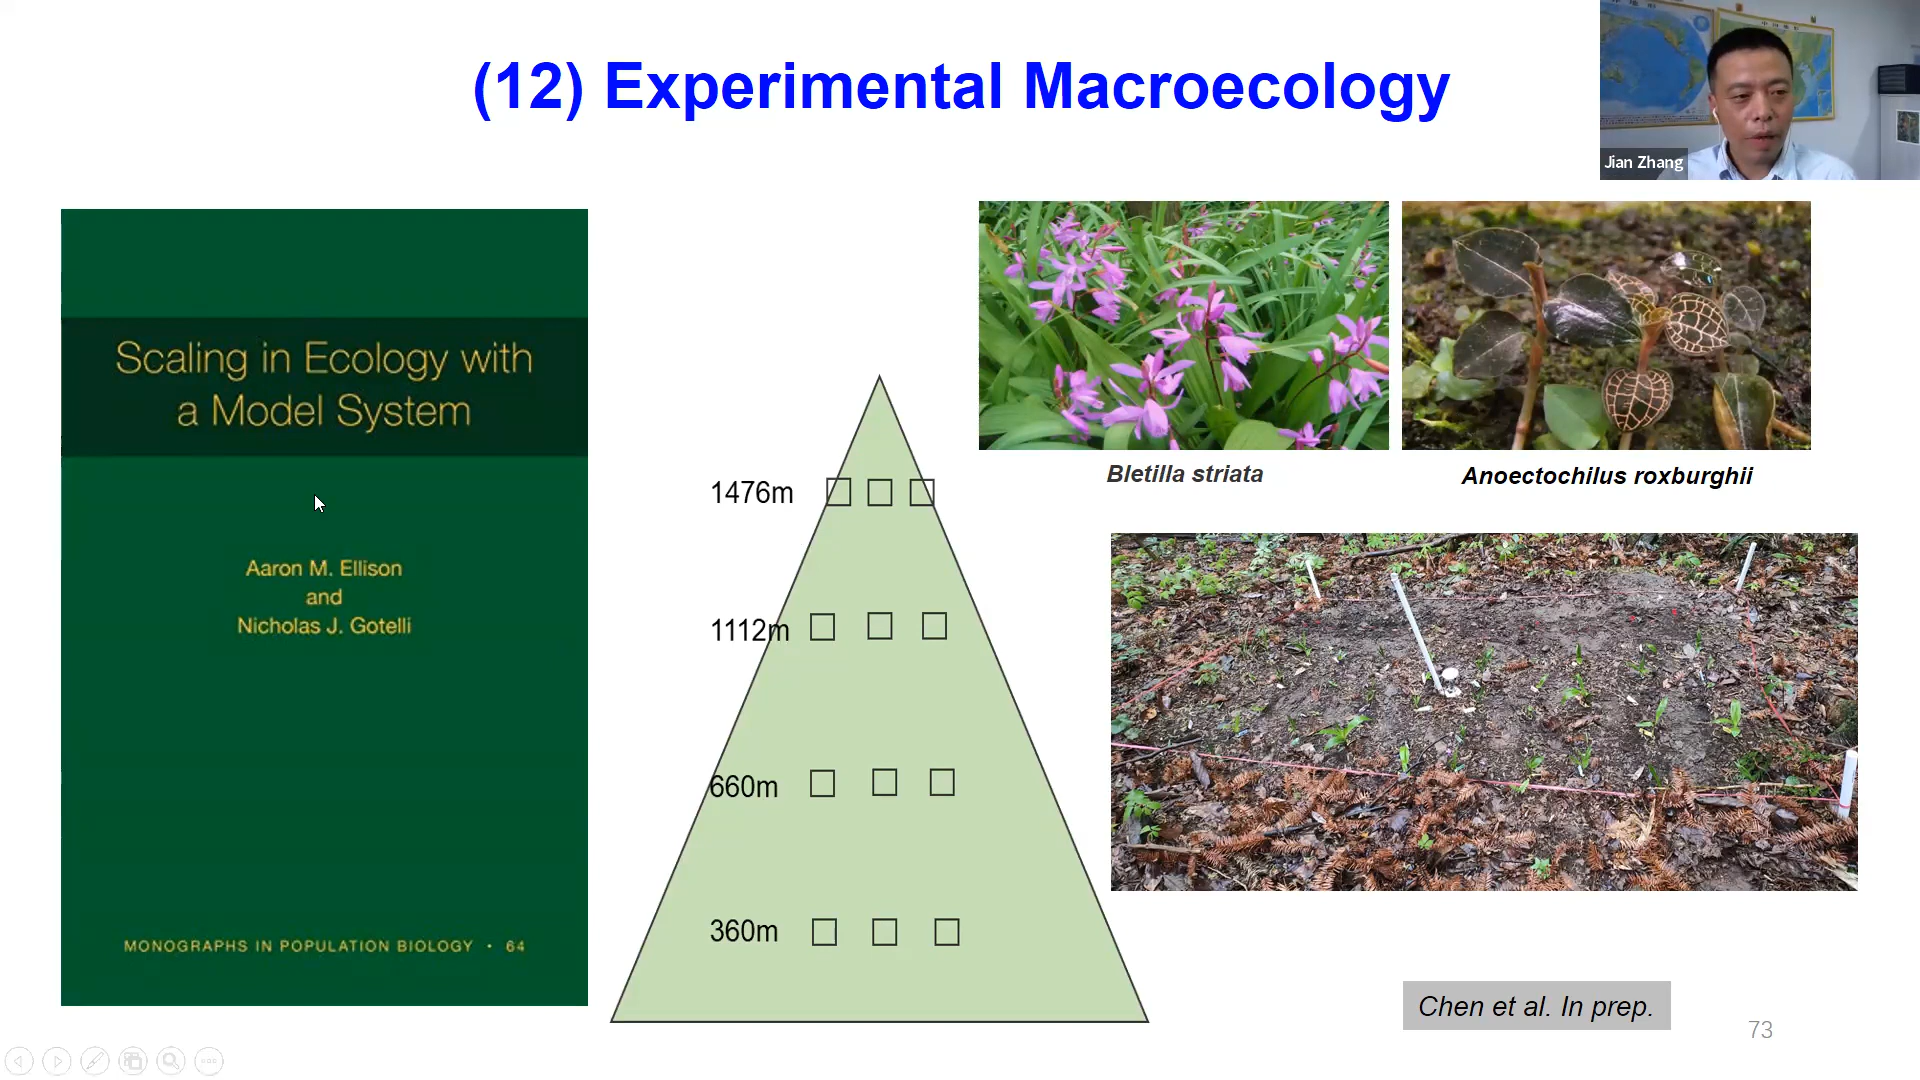 (12) Experimental Macroecology
Jian Zhang
Scaling in Ecology with
a Model System
Aaron M. Ellison
and
Nicholas J. Gotelli
MONOGRAPHS IN POPULATION BIOLOGY • 64
1476m
1112m
660m
360m
Bletilla striata
Anoectochilus roxburghii
Chen et al. In prep.
73